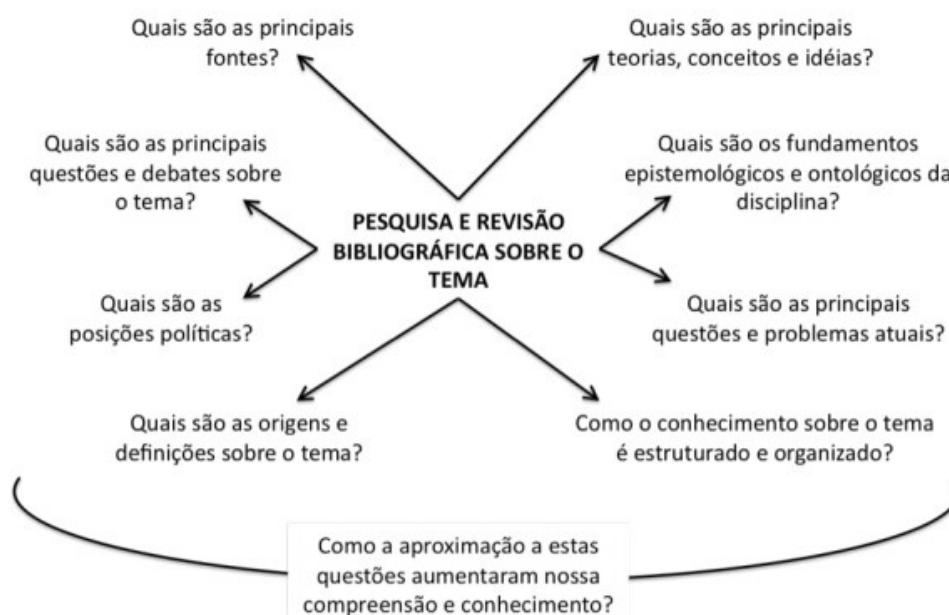 Quais são as principais
fontes?
Quais são as principais
teorias, conceitos e idéias?
Quais são as principais
questões e debates sobre
o tema?
Quais são os fundamentos
epistemológicos e ontológicos da
disciplina?
PESQUISA E REVISÃO
BIBLIOGRÁFICA SOBRE O
TEMA
Quais são as
posições políticas?
Quais são as principais
questões e problemas atuais?
Quais são as origens e
definições sobre o tema?
Como o conhecimento sobre o tema
é estruturado e organizado?
Como a aproximação a estas
questões aumentaram nossa
compreensão e conhecimento?